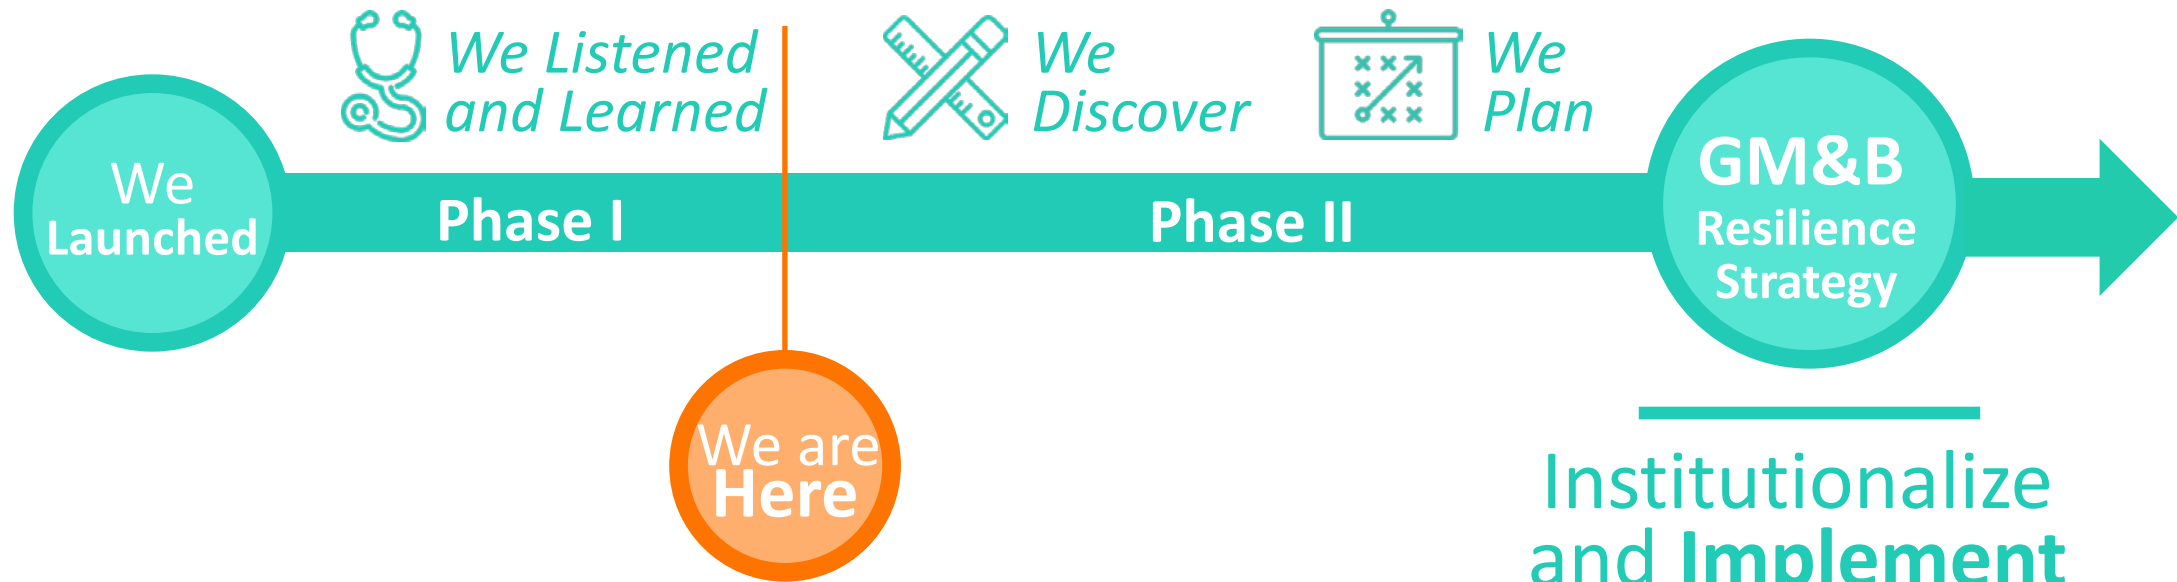 We
Launched
We Listened
and Learned
Phase I
We are
Here
We
Discover
We
Plan
Phase II
GM&B
Resilience
Strategy
Institutionalize
and Implement